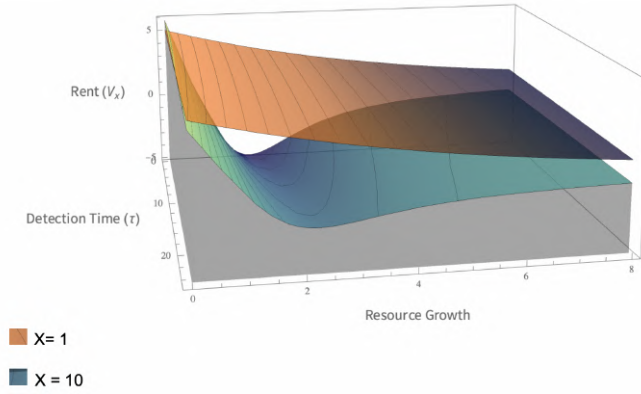 5
Rent (Vₓ)
0
-5
0
Detection Time (τ)
10
20
0
2
4
6
8
Resource Growth
X= 1
X = 10